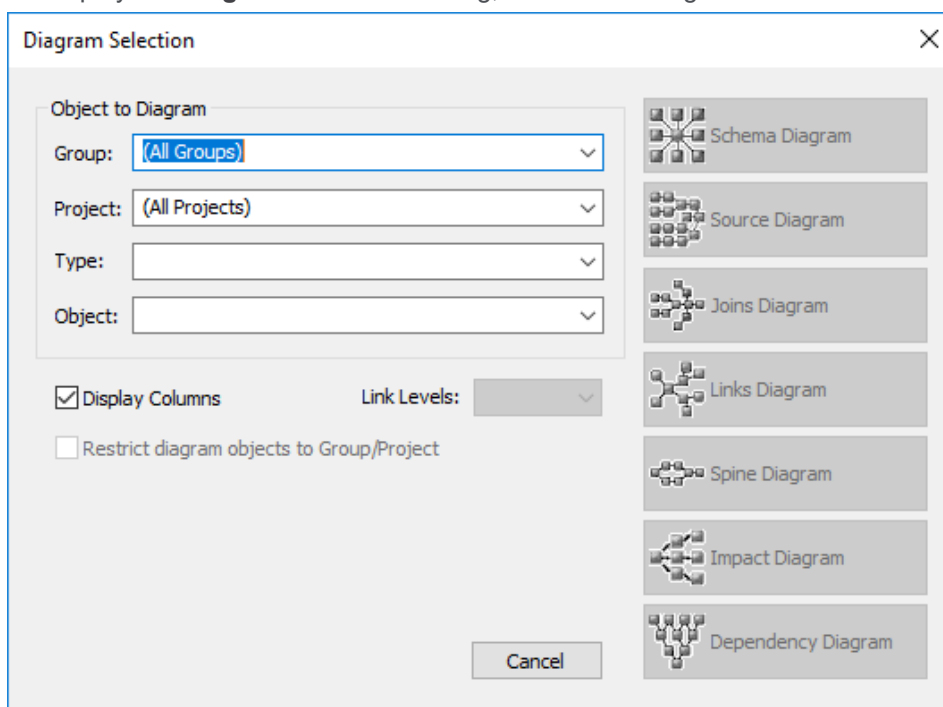 Diagram Selection
Object to Diagram
Group: (All Groups)
Project: (All Projects)
Type:
Object:
Display Columns
Link Levels:
Restrict diagram objects to Group/Project
Cancel
Schema Diagram
Source Diagram
Joins Diagram
Links Diagram
Spine Diagram
Impact Diagram
Dependency Diagram